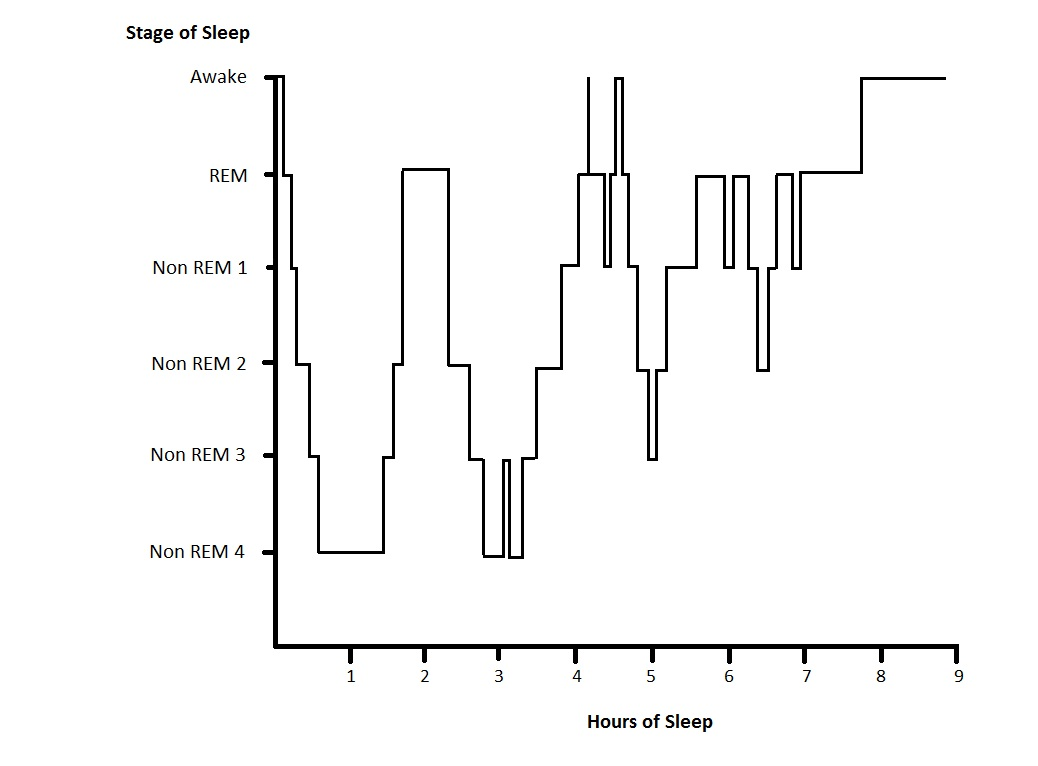 Stage of Sleep
Awake
REM
Non REM 1
Non REM 2
Non REM 3
Non REM 4
1 2 3 4 5 6 7 8 9
Hours of Sleep